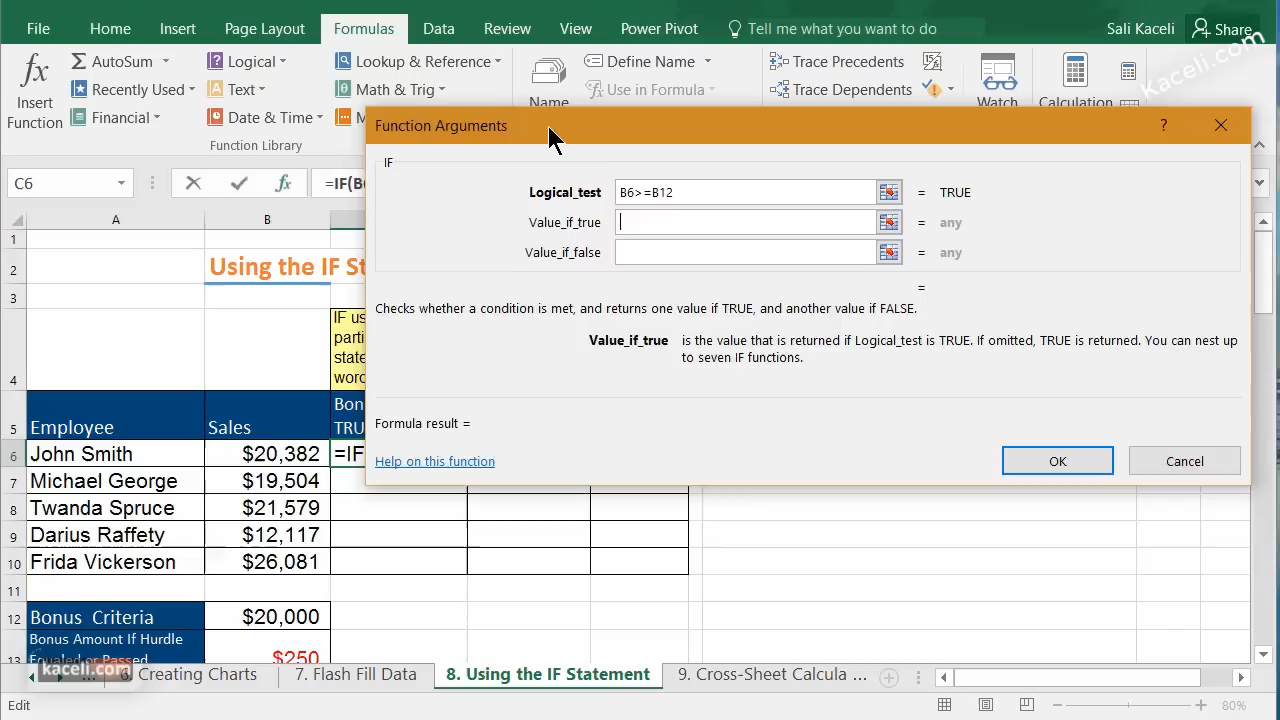 File Home Insert Page Layout Formulas Data Review View Power Pivot Tell me what you want to do Sali Kaceli Share
Kaceli.com
fx Insert Function
AutoSum
Recently Used
Financial
Logical
Text
Date & Time
Lookup & Reference
Math & Trig
Function Library
Name
Define Name
Use in Formula
Trace Precedents
Trace Dependents
Watch
Calculation
Function Arguments ?
IF
Logical_test B6>=B12 = TRUE
Value_if_true = any
Value_if_false = any
=
Checks whether a condition is met, and returns one value if TRUE, and another value if FALSE.
Value_if_true is the value that is returned if Logical_test is TRUE. If omitted, TRUE is returned. You can nest up
to seven IF functions.
Formula result =
Help on this function OK Cancel
C6 fx =IF(B
A B
1
2 Using the IF St
3
IF us
parti
state
4 word
5 Employee Sales Bon
TRU
6 John Smith $20,382 =IF
7 Michael George $19,504
8 Twanda Spruce $21,579
9 Darius Raffety $12,117
10 Frida Vickerson $26,081
11
12 Bonus Criteria $20,000
Bonus Amount If Hurdle
13 Equaled or Passed $250
kaceli.com
... Creating Charts 7. Flash Fill Data 8. Using the IF Statement 9. Cross-Sheet Calcula ...
Edit 80%